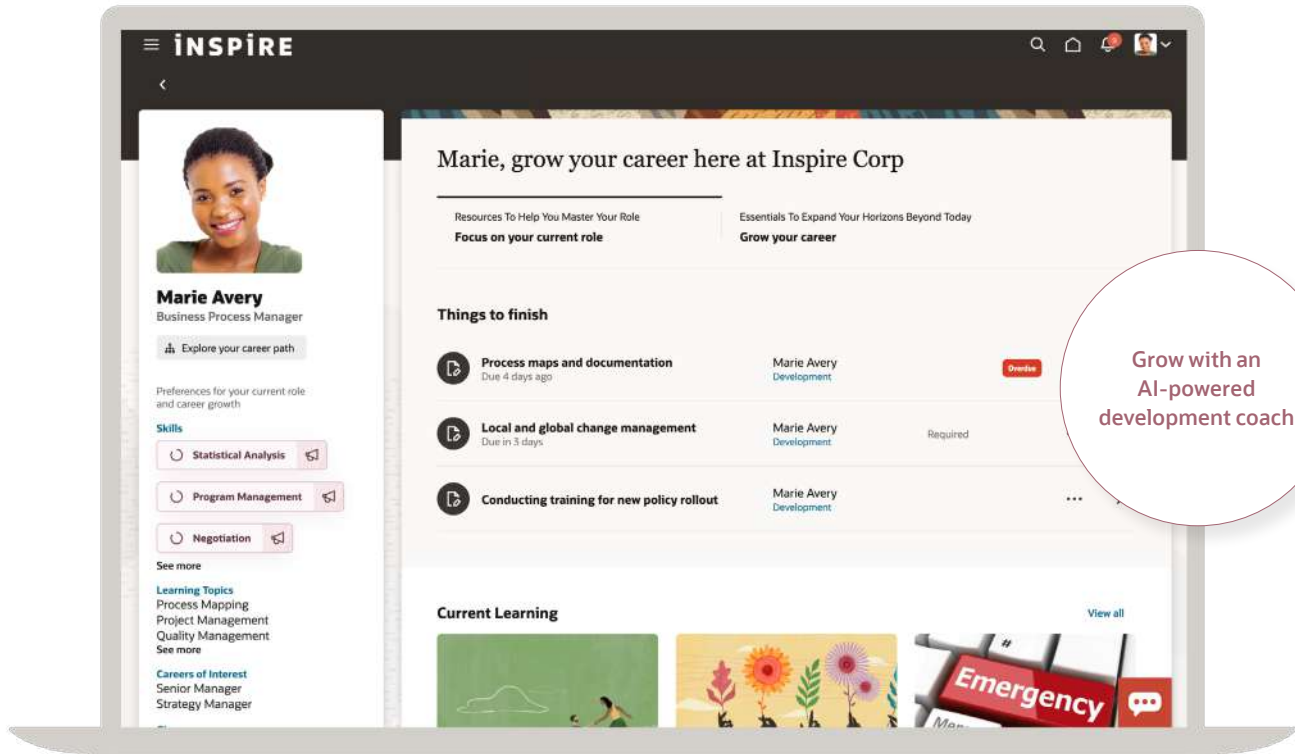 iNSPiRE
Marie Avery
Business Process Manager
Explore your career path
Preferences for your current role
and career growth
Skills
Statistical Analysis
Program Management
Negotiation
See more
Learning Topics
Process Mapping
Project Management
Quality Management
See more
Careers of Interest
Senior Manager
Strategy Manager
Marie, grow your career here at Inspire Corp
Resources To Help You Master Your Role
Focus on your current role
Essentials To Expand Your Horizons Beyond Today
Grow your career
Things to finish
Process maps and documentation
Due 4 days ago
Marie Avery
Development
Overdue
Local and global change management
Due in 3 days
Marie Avery
Development
Required
Conducting training for new policy rollout
Marie Avery
Development
Current Learning
View all
#
Emergency
Grow with an
AI-powered
development coach